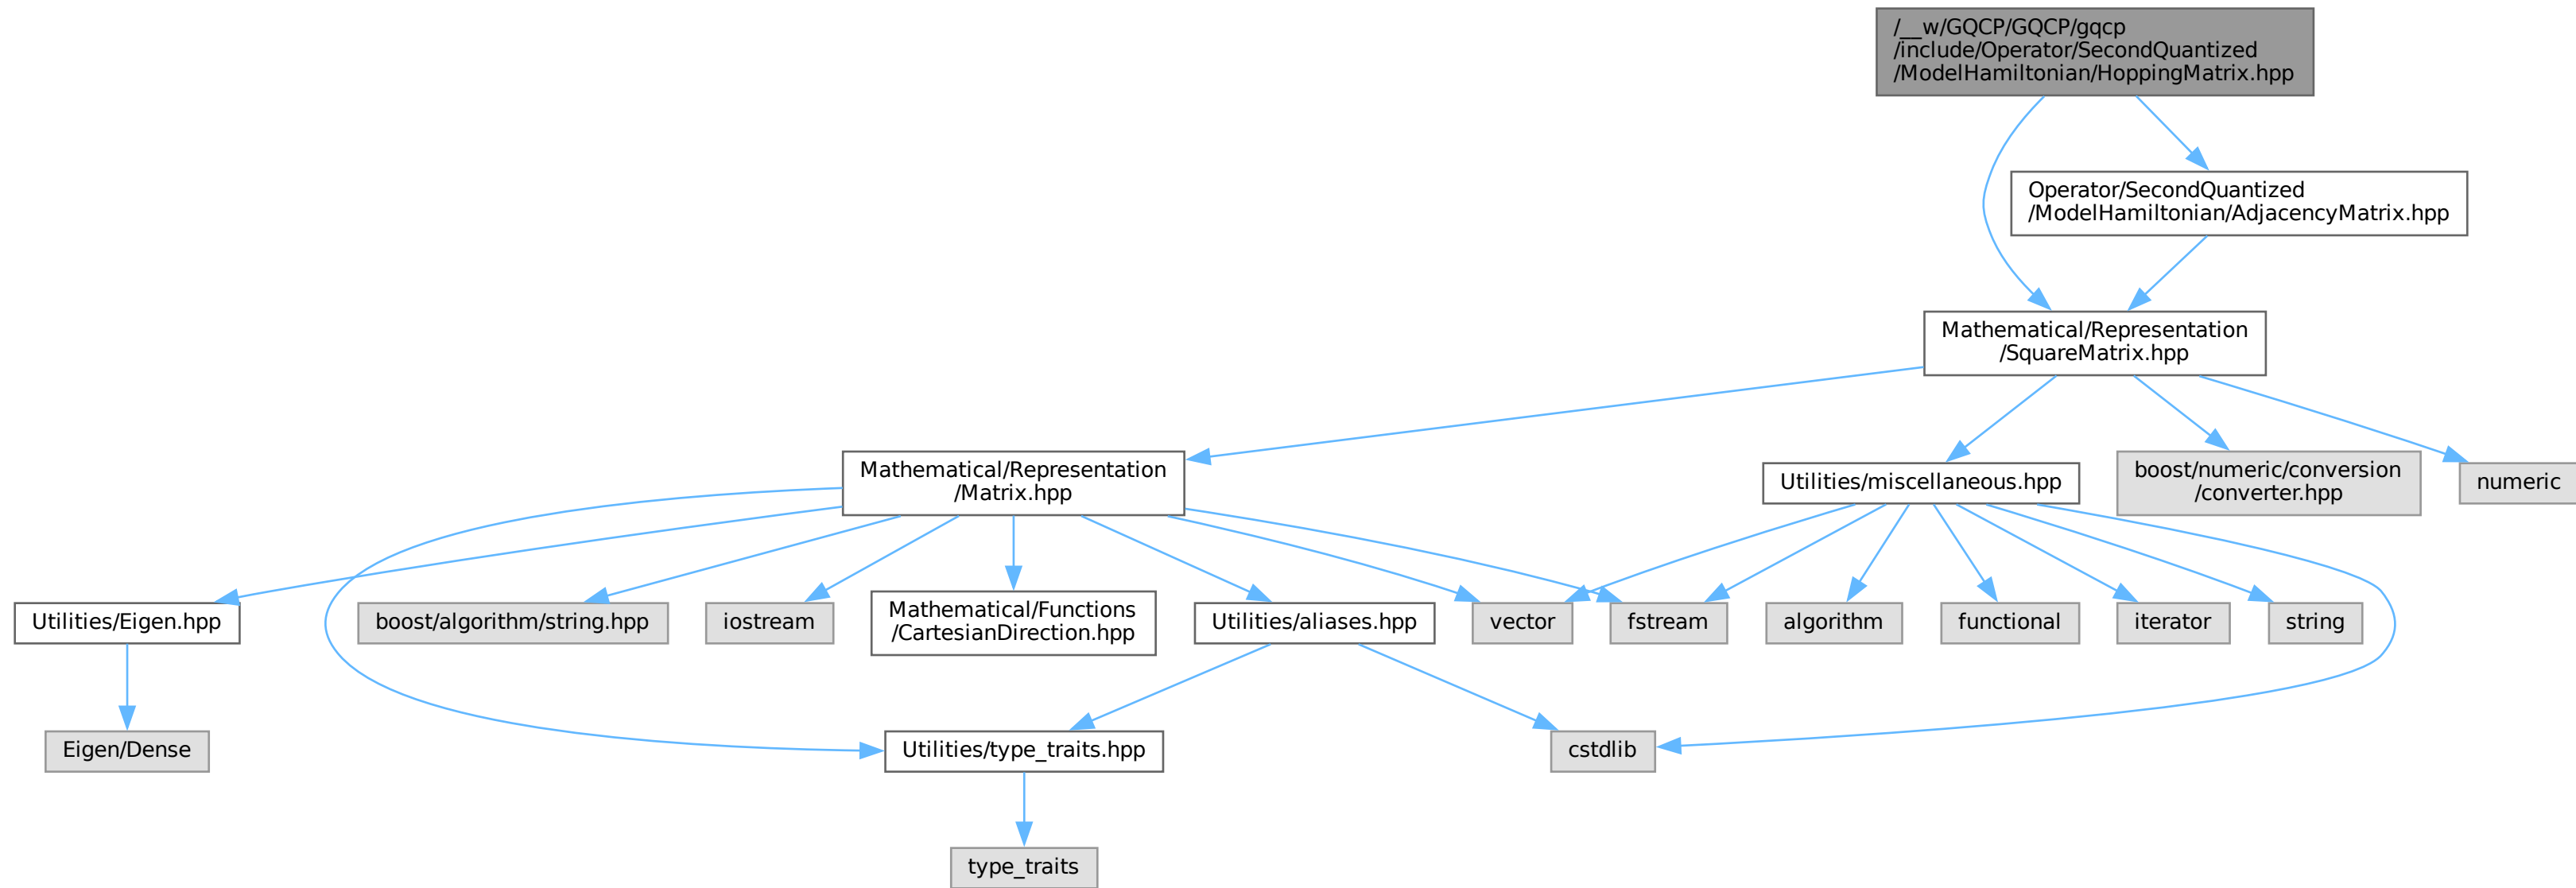 /__w/GQCP/GQCP/gqcp
/include/Operator/SecondQuantized
/ModelHamiltonian/HoppingMatrix.hpp
Operator/SecondQuantized
/ModelHamiltonian/AdjacencyMatrix.hpp
Mathematical/Representation
/SquareMatrix.hpp
Mathematical/Representation
/Matrix.hpp
Utilities/miscellaneous.hpp
boost/numeric/conversion
/converter.hpp
numeric
Utilities/Eigen.hpp
boost/algorithm/string.hpp
iostream
Mathematical/Functions
/CartesianDirection.hpp
Utilities/aliases.hpp
vector
fstream
algorithm
functional
iterator
string
Eigen/Dense
Utilities/type_traits.hpp
cstdlib
type_traits